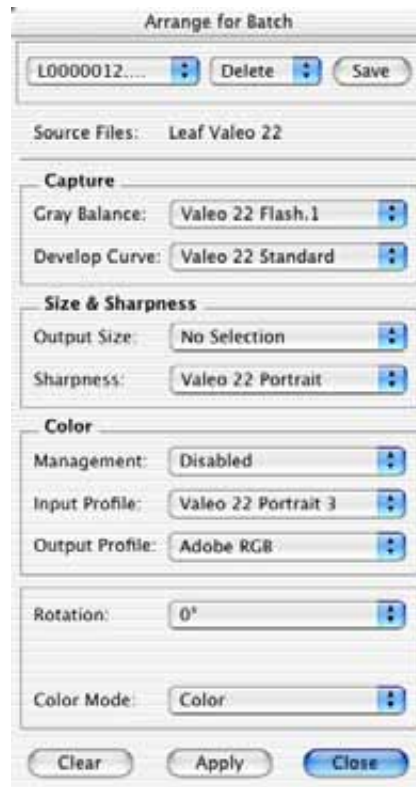 Arrange for Batch
L0000012.... Delete Save
Source Files: Leaf Valeo 22
Capture
Gray Balance: Valeo 22 Flash.1
Develop Curve: Valeo 22 Standard
Size & Sharpness
Output Size: No Selection
Sharpness: Valeo 22 Portrait
Color
Management: Disabled
Input Profile: Valeo 22 Portrait 3
Output Profile: Adobe RGB
Rotation: 0°
Color Mode: Color
Clear Apply Close